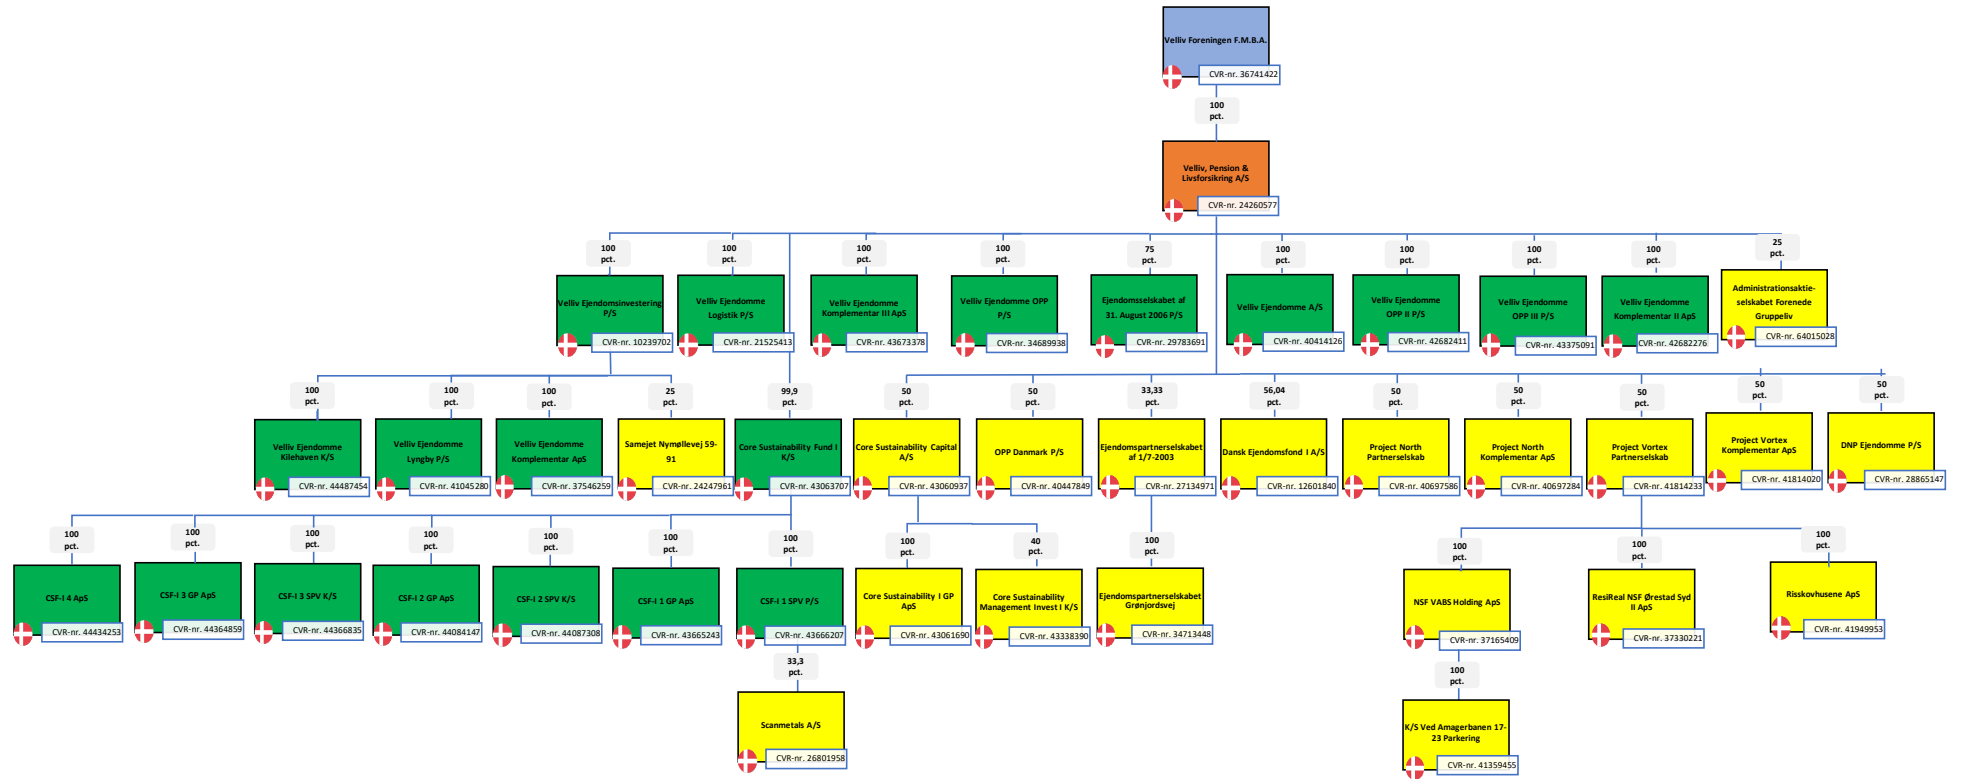 Velliv Foreningen F.M.B.A.
CVR-nr. 36741422
100
pct.
Velliv, Pension &
Livsforsikring A/S
CVR-nr. 24260577
100
pct.
Velliv Ejendomsinvestering
P/S
CVR-nr. 10239702
100
pct.
Velliv Ejendomme
Logistik P/S
CVR-nr. 21525413
100
pct.
Velliv Ejendomme
Komplementar III ApS
CVR-nr. 43673378
100
pct.
Velliv Ejendomme OPP
P/S
CVR-nr. 34689938
75
pct.
Ejendomsselskabet af
31. August 2006 P/S
CVR-nr. 29783691
100
pct.
Velliv Ejendomme A/S
CVR-nr. 40414126
100
pct.
Velliv Ejendomme
OPP II P/S
CVR-nr. 42682411
100
pct.
Velliv Ejendomme
OPP III P/S
CVR-nr. 43375091
100
pct.
Velliv Ejendomme
Komplementar II ApS
CVR-nr. 42682276
25
pct.
Administrationsaktie-
selskabet Forenede
Gruppeliv
CVR-nr. 64015028
100
pct.
Velliv Ejendomme
Kilehaven K/S
CVR-nr. 44487454
100
pct.
Velliv Ejendomme
Lyngby P/S
CVR-nr. 41045280
100
pct.
Velliv Ejendomme
Komplementar ApS
CVR-nr. 37546259
25
pct.
Samejet Nymøllevej 59-
91
CVR-nr. 24247961
99,9
pct.
Core Sustainability Fund I
K/S
CVR-nr. 43063707
50
pct.
Core Sustainability Capital
A/S
CVR-nr. 43060937
50
pct.
OPP Danmark P/S
CVR-nr. 40447849
33,33
pct.
Ejendomspartnerselskabet
af 1/7-2003
CVR-nr. 27134971
56,04
pct.
Dansk Ejendomsfond I A/S
CVR-nr. 12601840
50
pct.
Project North
Partnerselskab
CVR-nr. 40697586
50
pct.
Project North
Komplementar ApS
CVR-nr. 40697284
50
pct.
Project Vortex
Partnerselskab
CVR-nr. 41814233
50
pct.
Project Vortex
Komplementar ApS
CVR-nr. 41814020
50
pct.
DNP Ejendomme P/S
CVR-nr. 28865147
100
pct.
CSF-I 4 ApS
CVR-nr. 44434253
100
pct.
CSF-I 3 GP ApS
CVR-nr. 44364859
100
pct.
CSF-I 3 SPV K/S
CVR-nr. 44366835
100
pct.
CSF-I 2 GP ApS
CVR-nr. 44084147
100
pct.
CSF-I 2 SPV K/S
CVR-nr. 44087308
100
pct.
CSF-I 1 GP ApS
CVR-nr. 43665243
100
pct.
CSF-I 1 SPV P/S
CVR-nr. 43666207
100
pct.
Core Sustainability I GP
ApS
CVR-nr. 43061690
40
pct.
Core Sustainability
Management Invest I K/S
CVR-nr. 43338390
100
pct.
Ejendomspartnerselskabet
Grønjordsvej
CVR-nr. 34713448
100
pct.
NSF VABS Holding ApS
CVR-nr. 37165409
100
pct.
ResiReal NSF Ørestad Syd
II ApS
CVR-nr. 37330221
100
pct.
Risskovhusene ApS
CVR-nr. 41949953
33,3
pct.
Scanmetals A/S
CVR-nr. 26801958
100
pct.
K/S Ved Amagerbanen 17-
23 Parkering
CVR-nr. 41359455